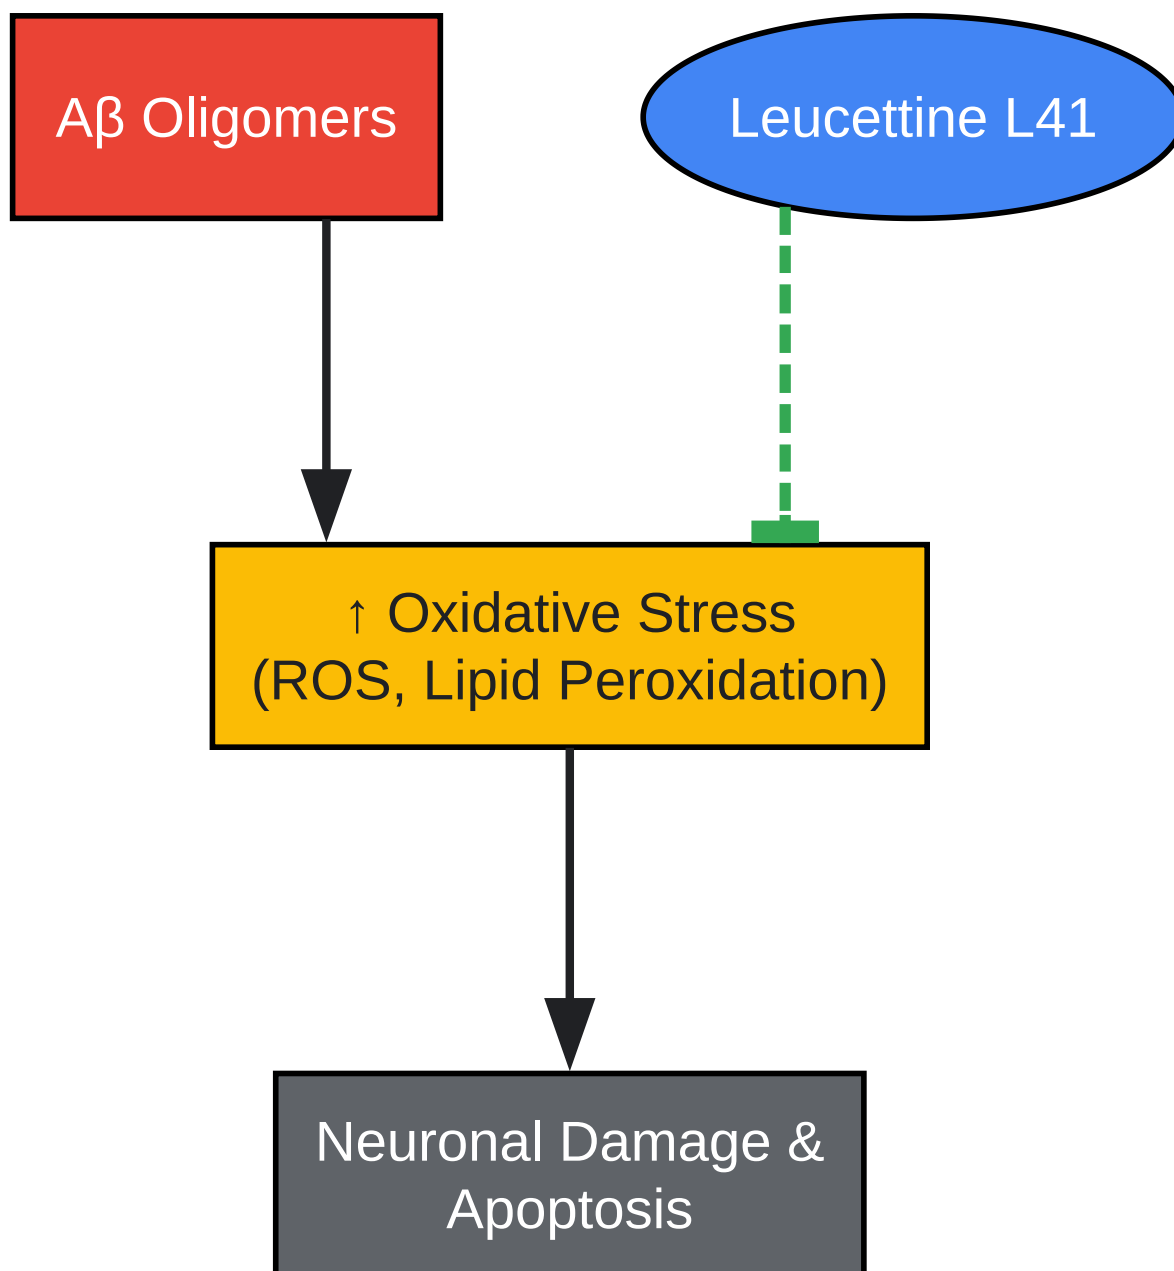 Aβ Oligomers
Leucettine L41
↑ Oxidative Stress
(ROS, Lipid Peroxidation)
Neuronal Damage &
Apoptosis